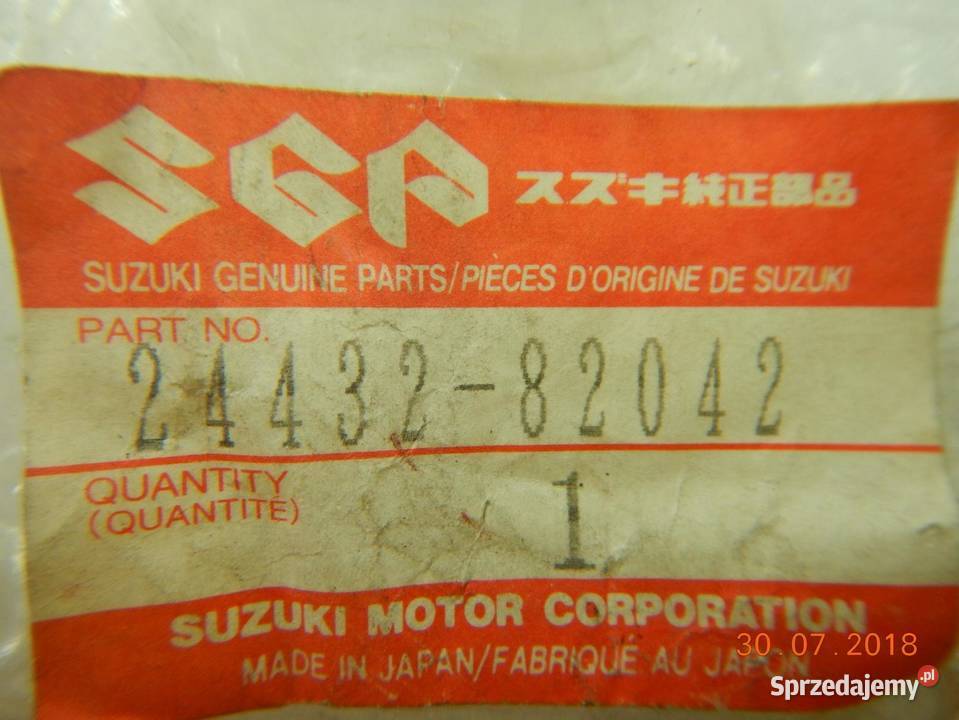 SGP スズキ純正部品
SUZUKI GENUINE PARTS/PIECES D'ORIGINE DE SUZUKI
PART NO.
24432-82042
QUANTITY
(QUANTITÉ)
1
SUZUKI MOTOR CORPORATION
MADE IN JAPAN/FABRIQUÉ AU JAPON
30.07.2018
Sprzedajemy.pl